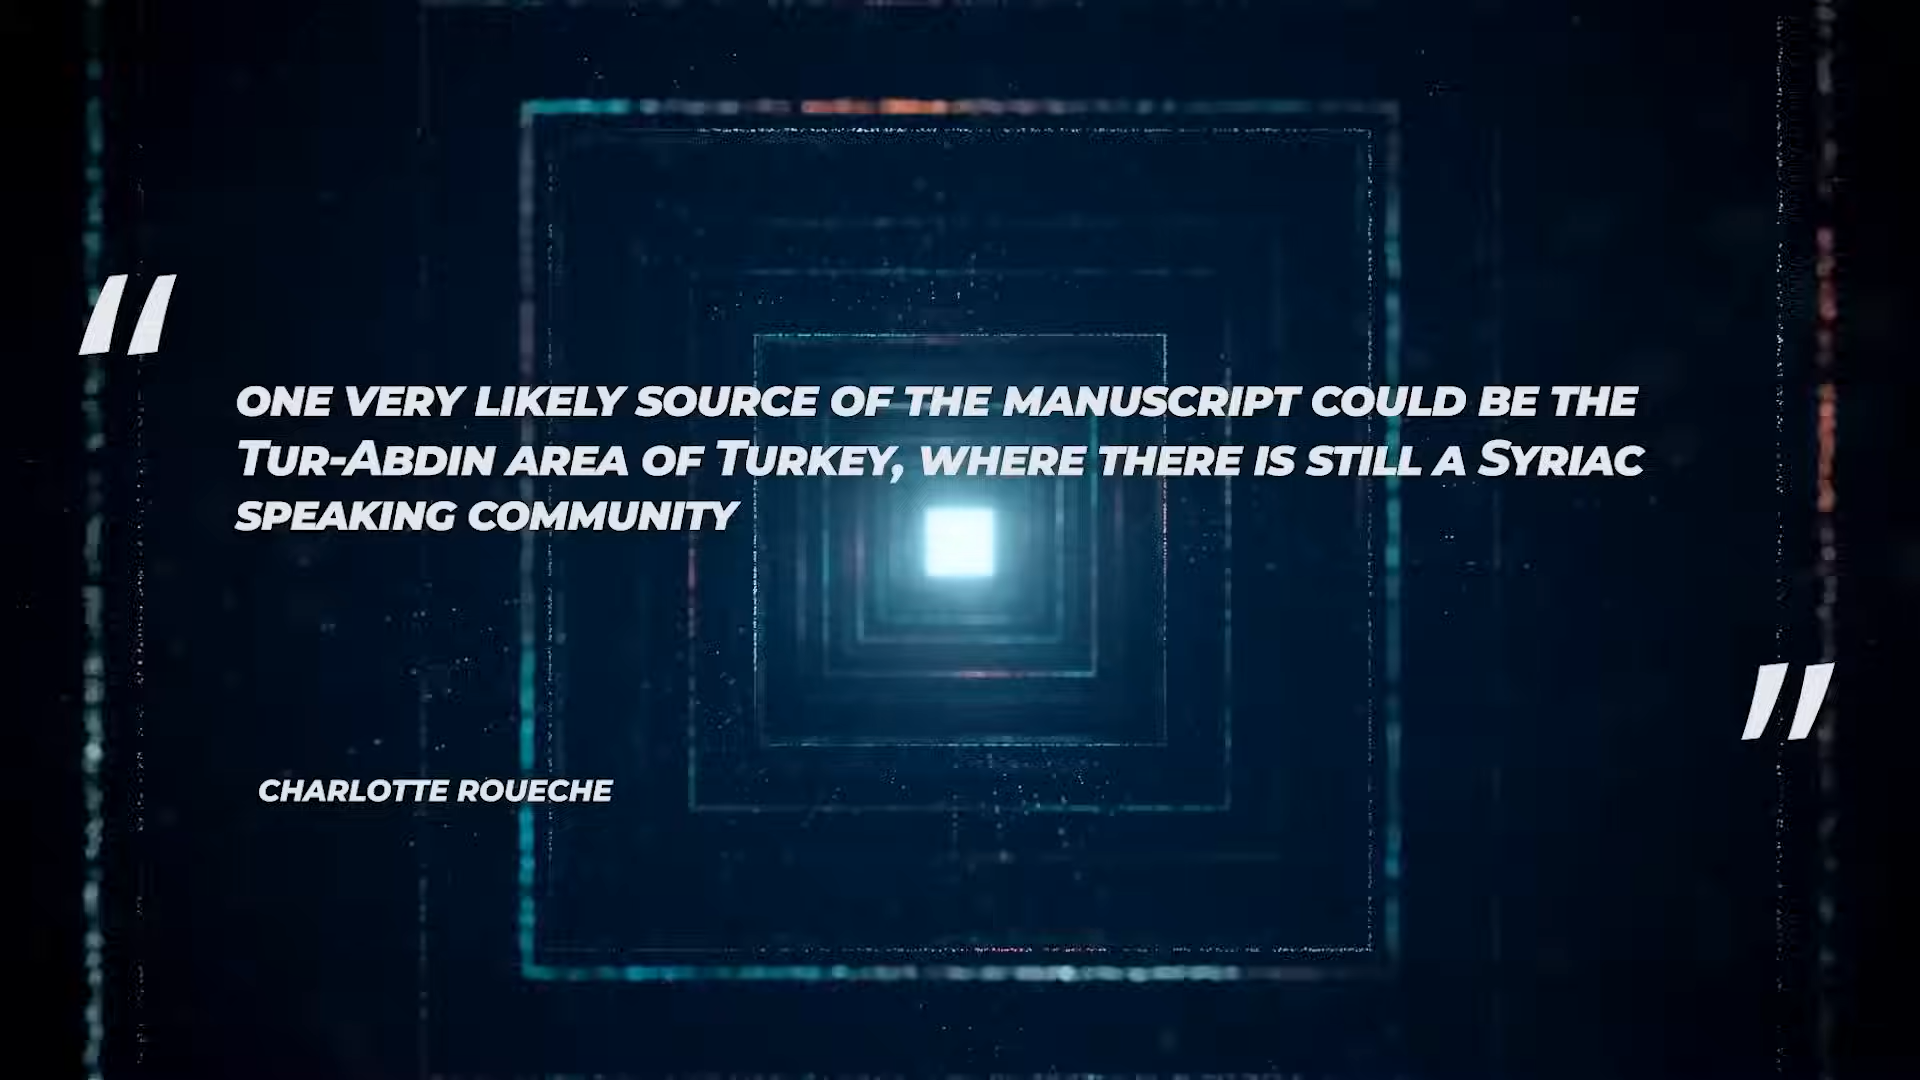 “
ONE VERY LIKELY SOURCE OF THE MANUSCRIPT COULD BE THE
TUR-ABDIN AREA OF TURKEY, WHERE THERE IS STILL A SYRIAC
SPEAKING COMMUNITY
”
CHARLOTTE ROUECHE